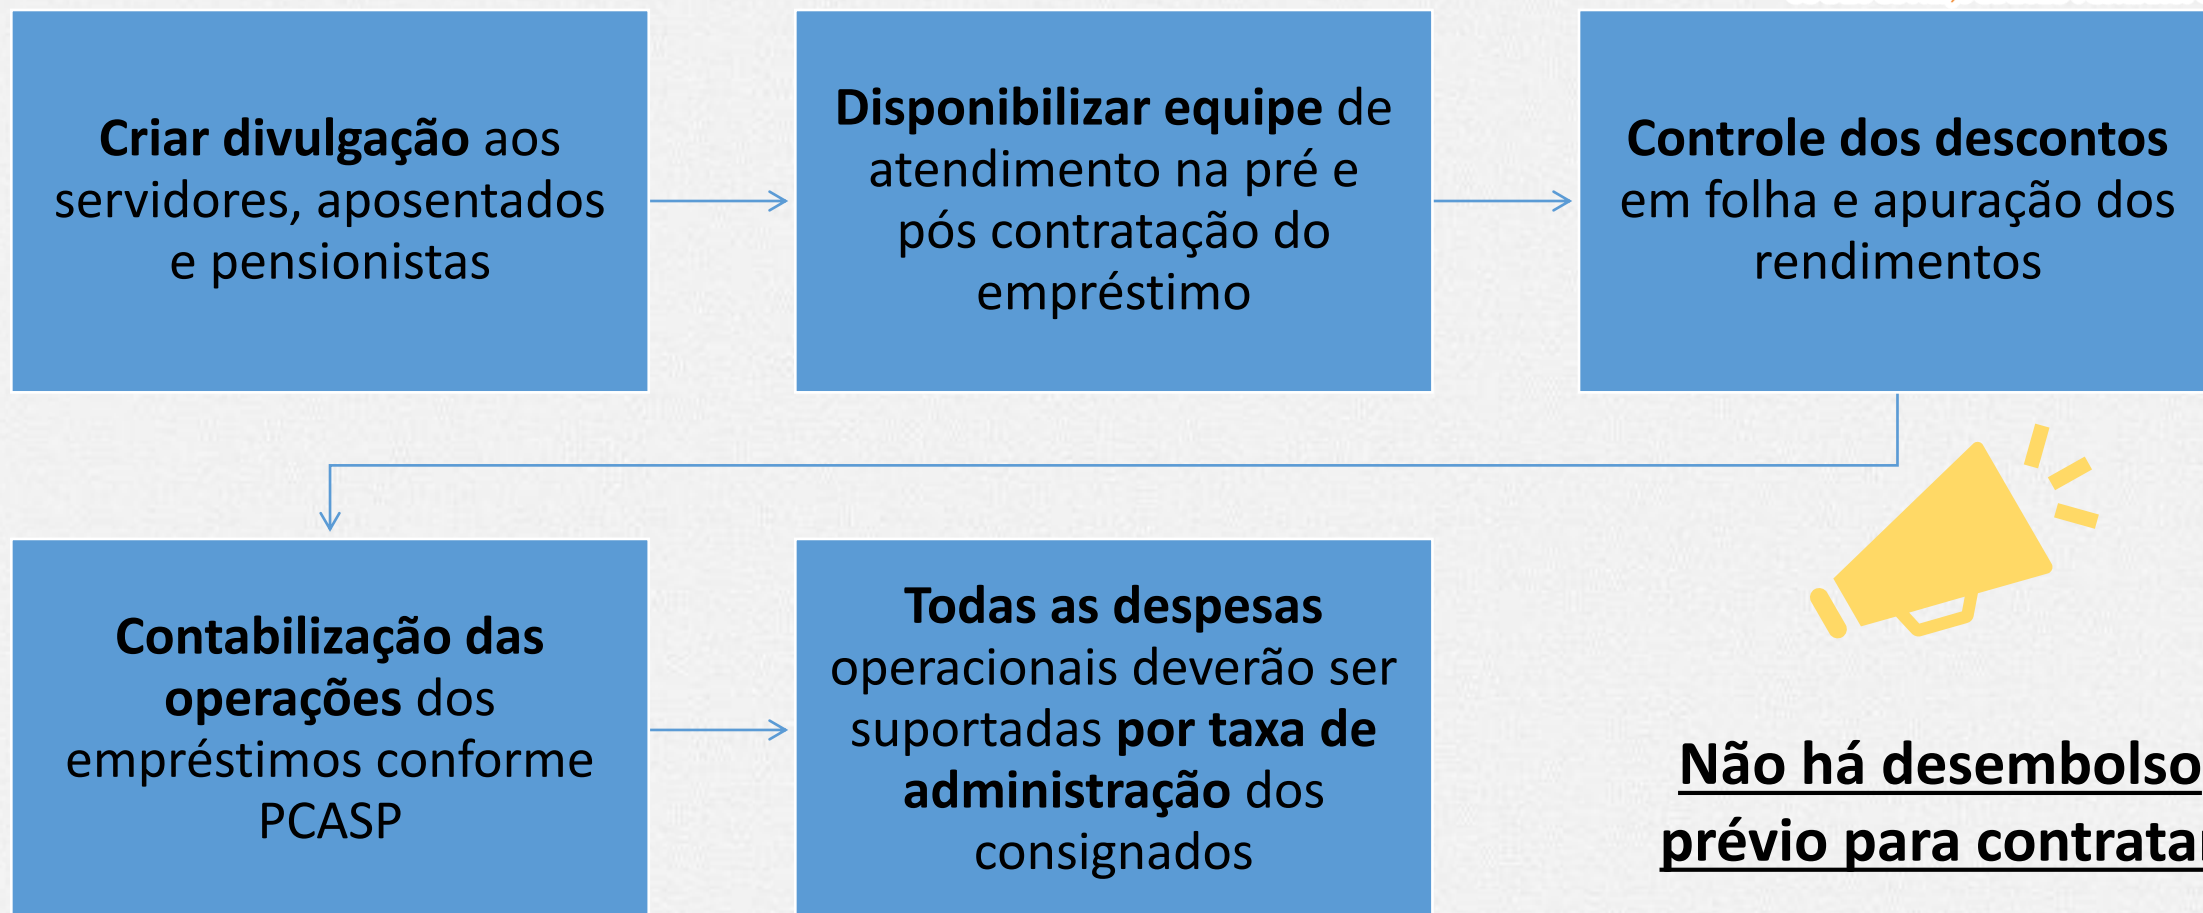 Criar divulgação aos
servidores, aposentados
e pensionistas
Disponibilizar equipe de
atendimento na pré e
pós contratação do
empréstimo
Controle dos descontos
em folha e apuração dos
rendimentos
Contabilização das
operações dos
empréstimos conforme
PCASP
Todas as despesas
operacionais deverão ser
suportadas por taxa de
administração dos
consignados
Não há desembolso
prévio para contratar